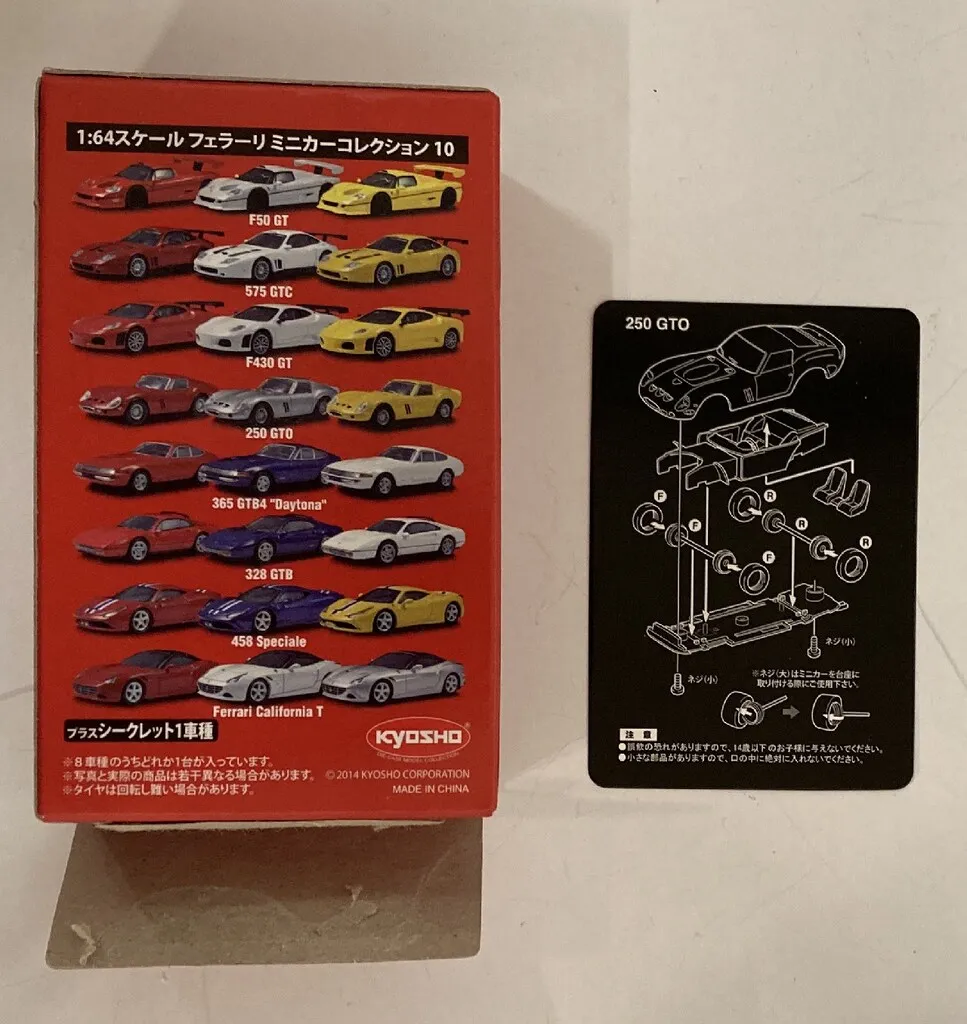 1:64スケール フェラーリ ミニカーコレクション 10
F50 GT
575 GTC
F430 GT
250 GTO
365 GTB4 "Daytona"
328 GTB
458 Speciale
Ferrari California T
プラスシークレット1車種
KYOSHO
DIE-CAST MODEL COLLECTION
※8車種のうちどれか1台が入っています。
※写真と実際の商品は若干異なる場合があります。
※タイヤは回転し難い場合があります。
© 2014 KYOSHO CORPORATION
MADE IN CHINA
250 GTO
F
R
F
R
F
R
ネジ(小)
ネジ(小)
※ネジ(大)はミニカーを台座に
取り付ける際にご使用下さい。
注 意
●誤飲の恐れがありますので、14歳以下のお子様に与えないでください。
●小さな部品がありますので、口の中に絶対に入れないでください。